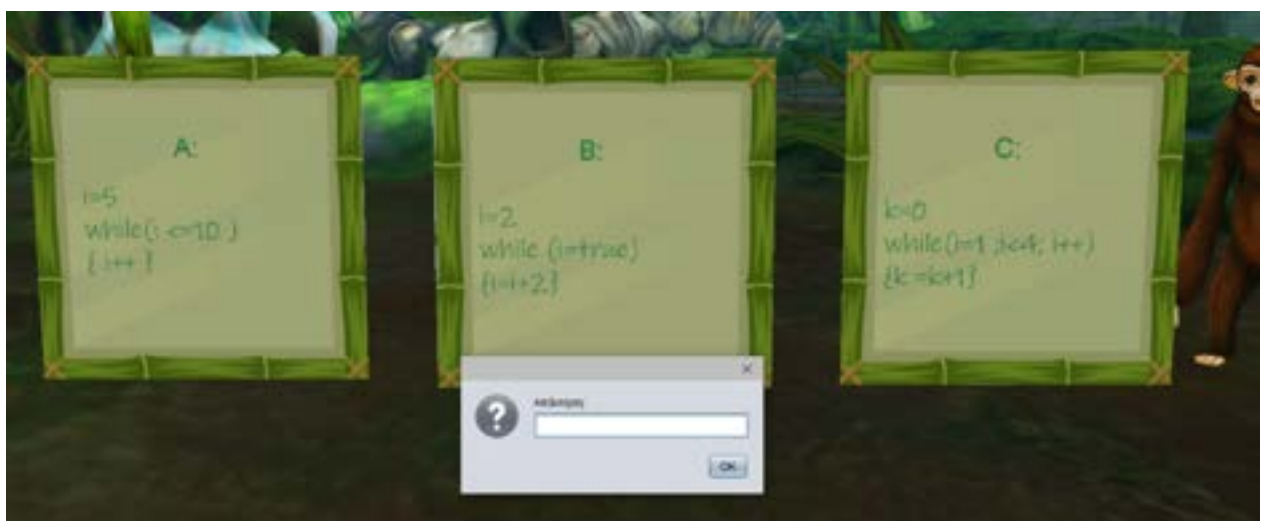 A:
i=5
while(i <=10 )
{ i++ }
B:
i=2
while (i=true)
{i=i+2}
C:
k=0
while(i=1 ;i<4; i++)
{k =k+1}
OK